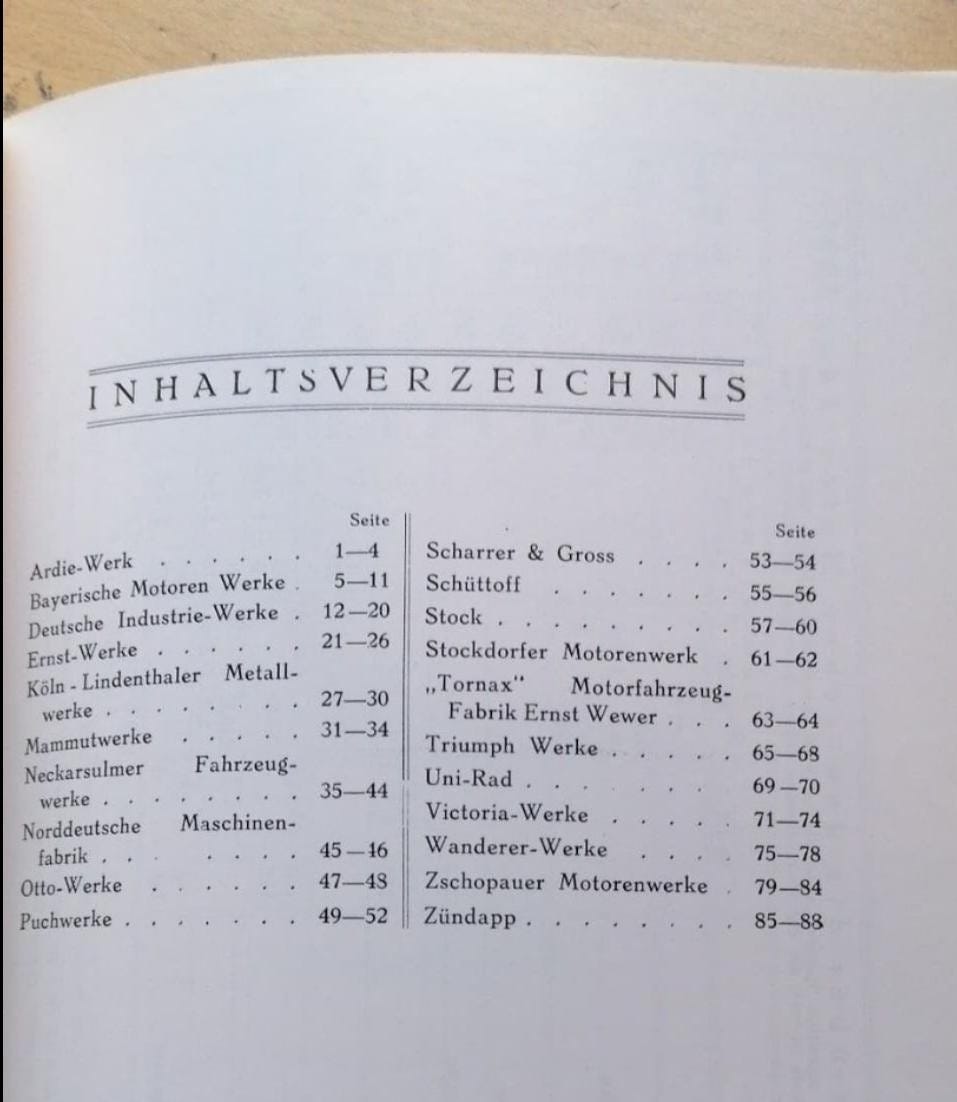 INHALTSVERZEICHNIS
Seite
Ardie-Werk . . . . . . 1—4
Bayerische Motoren Werke . 5—11
Deutsche Industrie-Werke . 12—20
Ernst-Werke . . . . . . 21—26
Köln - Lindenthaler Metall-
werke . . . . . . . . 27—30
Mammutwerke . . . . . 31—34
Neckarsulmer Fahrzeug-
werke . . . . . . . . 35—44
Norddeutsche Maschinen-
fabrik . . . . . . . 45—46
Otto-Werke . . . . . . 47—48
Puchwerke . . . . . . . 49—52
Seite
Scharrer & Gross . . . . 53—54
Schüttoff . . . . . . . 55—56
Stock . . . . . . . . . 57—60
Stockdorfer Motorenwerk . 61—62
„Tornax“ Motorfahrzeug-
Fabrik Ernst Wewer . . . 63—64
Triumph Werke . . . . . 65—68
Uni-Rad . . . . . . . 69—70
Victoria-Werke . . . . . 71—74
Wanderer-Werke . . . . 75—78
Zschopauer Motorenwerke . 79—84
Zündapp . . . . . . . . 85—88